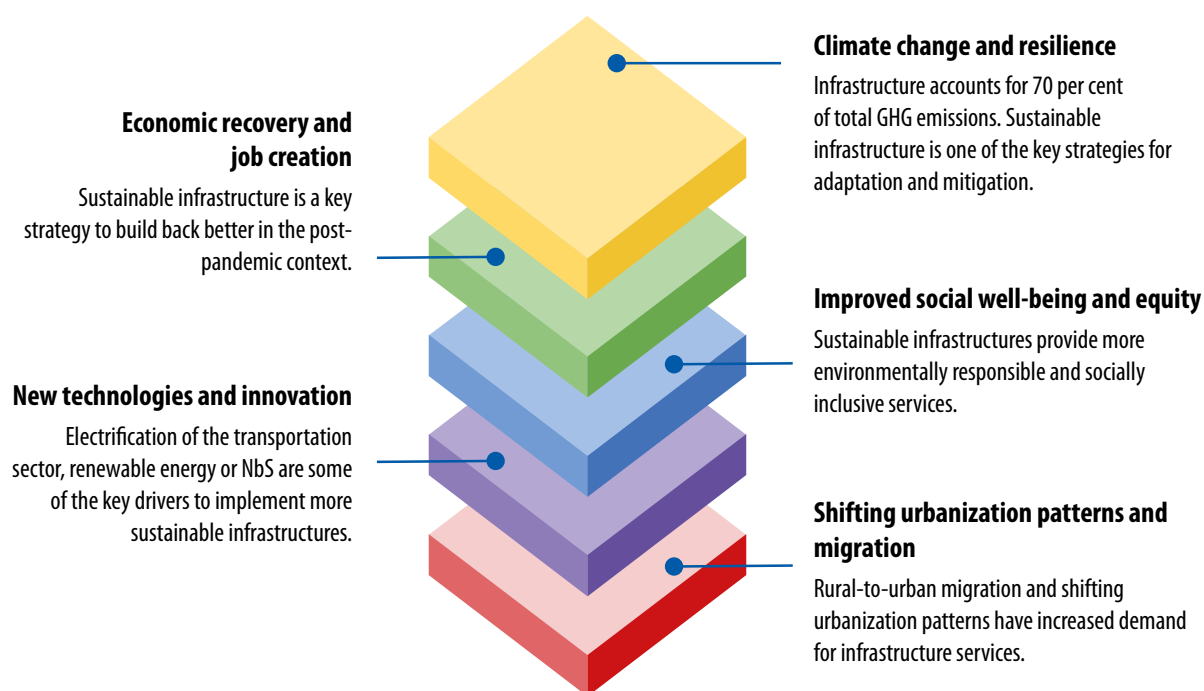 Climate change and resilience
Infrastructure accounts for 70 per cent
of total GHG emissions. Sustainable
infrastructure is one of the key strategies for
adaptation and mitigation.
Economic recovery and
job creation
Sustainable infrastructure is a key
strategy to build back better in the post-
pandemic context.
Improved social well-being and equity
Sustainable infrastructures provide more
environmentally responsible and socially
inclusive services.
New technologies and innovation
Electrification of the transportation
sector, renewable energy or NbS are some
of the key drivers to implement more
sustainable infrastructures.
Shifting urbanization patterns and
migration
Rural-to-urban migration and shifting
urbanization patterns have increased demand
for infrastructure services.